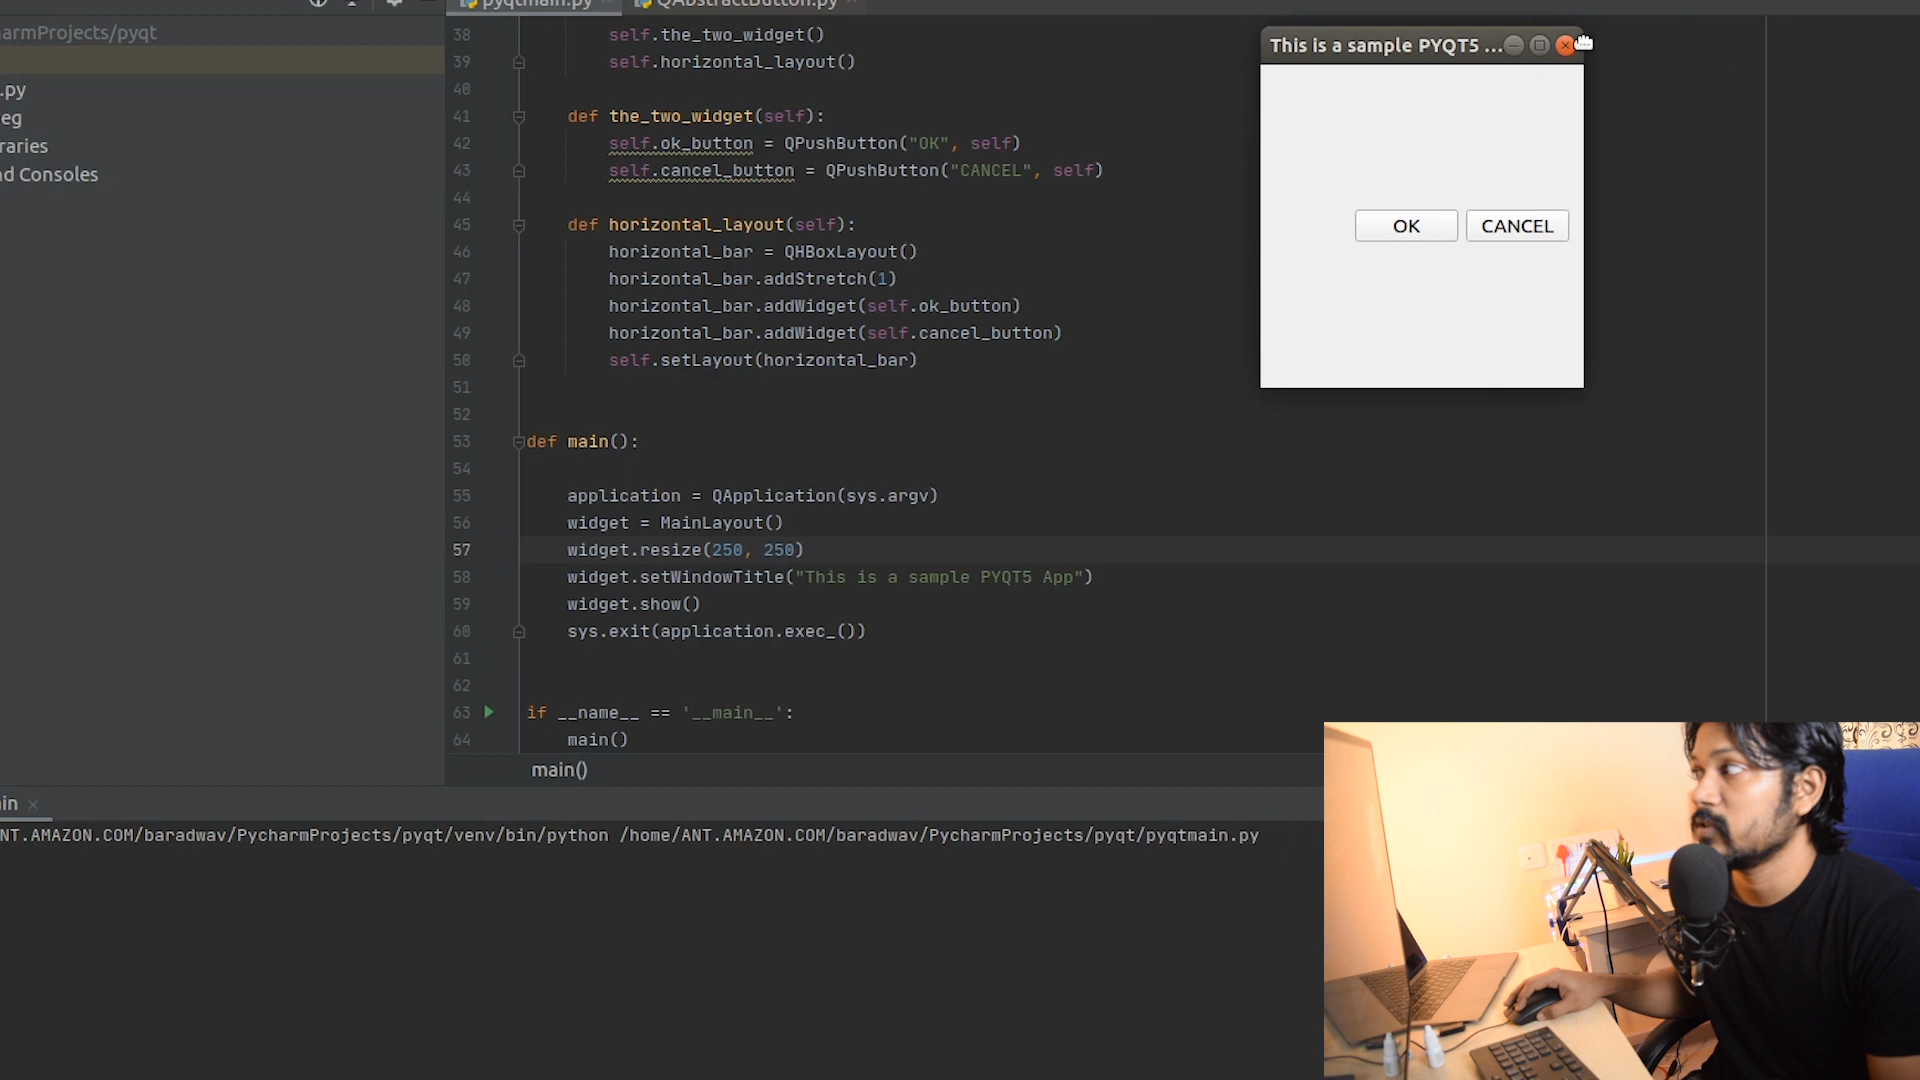 pyqtmain.py
QAbstractButton.py
armProjects/pyqt
.py
eg
raries
nd Consoles
38 self.the_two_widget()
39 self.horizontal_layout()
40
41 def the_two_widget(self):
42 self.ok_button = QPushButton("OK", self)
43 self.cancel_button = QPushButton("CANCEL", self)
44
45 def horizontal_layout(self):
46 horizontal_bar = QHBoxLayout()
47 horizontal_bar.addStretch(1)
48 horizontal_bar.addWidget(self.ok_button)
49 horizontal_bar.addWidget(self.cancel_button)
50 self.setLayout(horizontal_bar)
51
52
53 def main():
54
55 application = QApplication(sys.argv)
56 widget = MainLayout()
57 widget.resize(250, 250)
58 widget.setWindowTitle("This is a sample PYQT5 App")
59 widget.show()
60 sys.exit(application.exec_())
61
62
63 if __name__ == '__main__':
64 main()
main()
This is a sample PYQT5 ...
OK
CANCEL
in
NT.AMAZON.COM/baradwav/PycharmProjects/pyqt/venv/bin/python /home/ANT.AMAZON.COM/baradwav/PycharmProjects/pyqt/pyqtmain.py